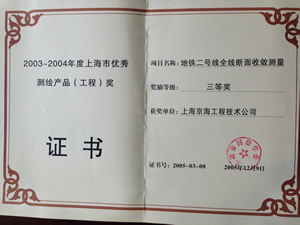 2003-2004年度上海市优秀
测绘产品（工程）奖
证书
项目名称：地铁二号线全线断面收敛测量
奖励等级：三等奖
获奖单位：上海京海工程技术公司
证书号：2005-03-08
2005年12月9日